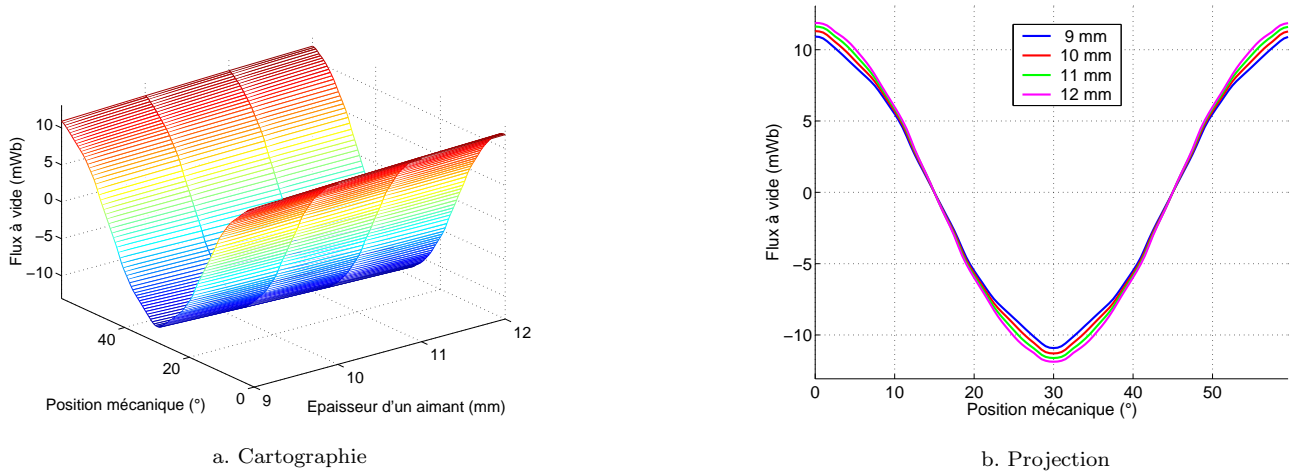 10
5
0
−5
−10
Flux à vide (mWb)
40
20
0
Position mécanique (°)
9
10
11
12
Epaisseur d'un aimant (mm)
a. Cartographie
10
5
0
−5
−10
Flux à vide (mWb)
9 mm
10 mm
11 mm
12 mm
0
10
20
30
40
50
Position mécanique (°)
b. Projection